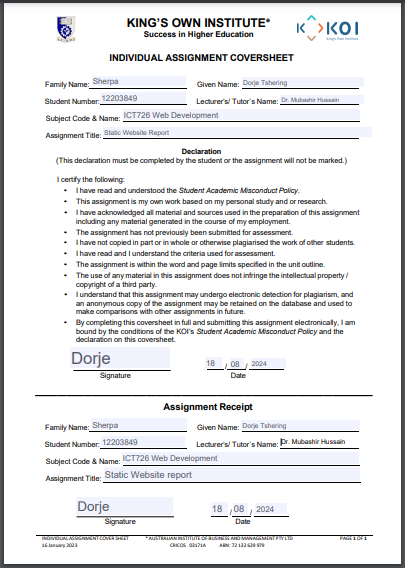 KING'S OWN INSTITUTE*
Success in Higher Education
KOI
King's Own Institute
INDIVIDUAL ASSIGNMENT COVERSHEET
Family Name: Sherpa Given Name: Dorje Tshering
Student Number: 12203849 Lecturer's/ Tutor's Name: Dr. Mubashir Hussain
Subject Code & Name: ICT726 Web Development
Assignment Title: Static Website Report
Declaration
(This declaration must be completed by the student or the assignment will not be marked.)
I certify the following:
• I have read and understood the Student Academic Misconduct Policy.
• This assignment is my own work based on my personal study and or research.
• I have acknowledged all material and sources used in the preparation of this assignment
including any material generated in the course of my employment.
• The assignment has not previously been submitted for assessment.
• I have not copied in part or in whole or otherwise plagiarised the work of other students.
• I have read and I understand the criteria used for assessment.
• The assignment is within the word and page limits specified in the unit outline.
• The use of any material in this assignment does not infringe the intellectual property /
copyright of a third party.
• I understand that this assignment may undergo electronic detection for plagiarism, and
an anonymous copy of the assignment may be retained on the database and used to
make comparisons with other assignments in future.
• By completing this coversheet in full and submitting this assignment electronically, I am
bound by the conditions of the KOI's Student Academic Misconduct Policy and the
declaration on this coversheet.
Dorje 18 / 08 / 2024
Signature Date
Assignment Receipt
Family Name: Sherpa Given Name: Dorje Tshering
Student Number: 12203849 Lecturer's/ Tutor's Name: Dr. Mubashir Hussain
Subject Code & Name: ICT726 Web Development
Assignment Title: Static Website report
Dorje 18 / 08 / 2024
Signature Date
INDIVIDUAL ASSIGNMENT COVER SHEET * AUSTRALIAN INSTITUTE OF BUSINESS & MANAGEMENT PTY LTD PAGE 1 OF 1
16 January 2023 CRICOS 03171A ABN: 72 132 629 979